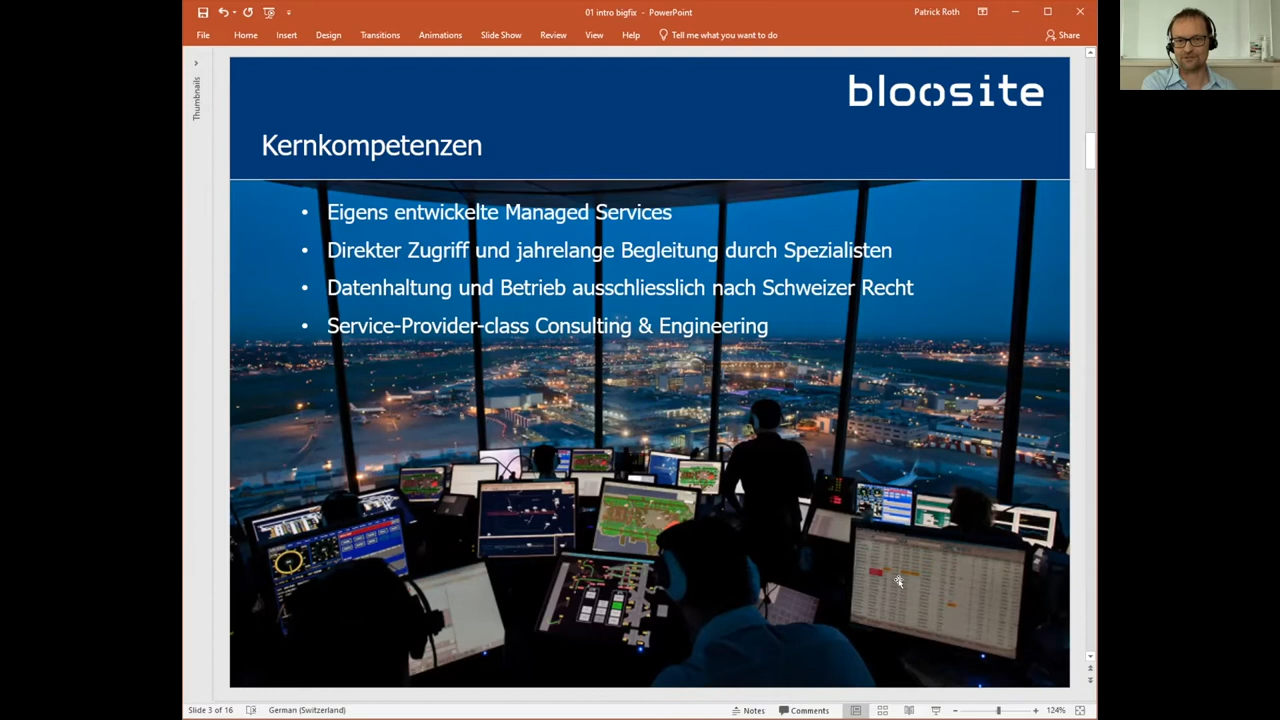 01 intro bigfix - PowerPoint
Patrick Roth
File Home Insert Design Transitions Animations Slide Show Review View Help Tell me what you want to do Share
Thumbnails
bloosite
Kernkompetenzen
• Eigens entwickelte Managed Services
• Direkter Zugriff und jahrelange Begleitung durch Spezialisten
• Datenhaltung und Betrieb ausschliesslich nach Schweizer Recht
• Service-Provider-class Consulting & Engineering
Slide 3 of 16 German (Switzerland) Notes Comments 124%